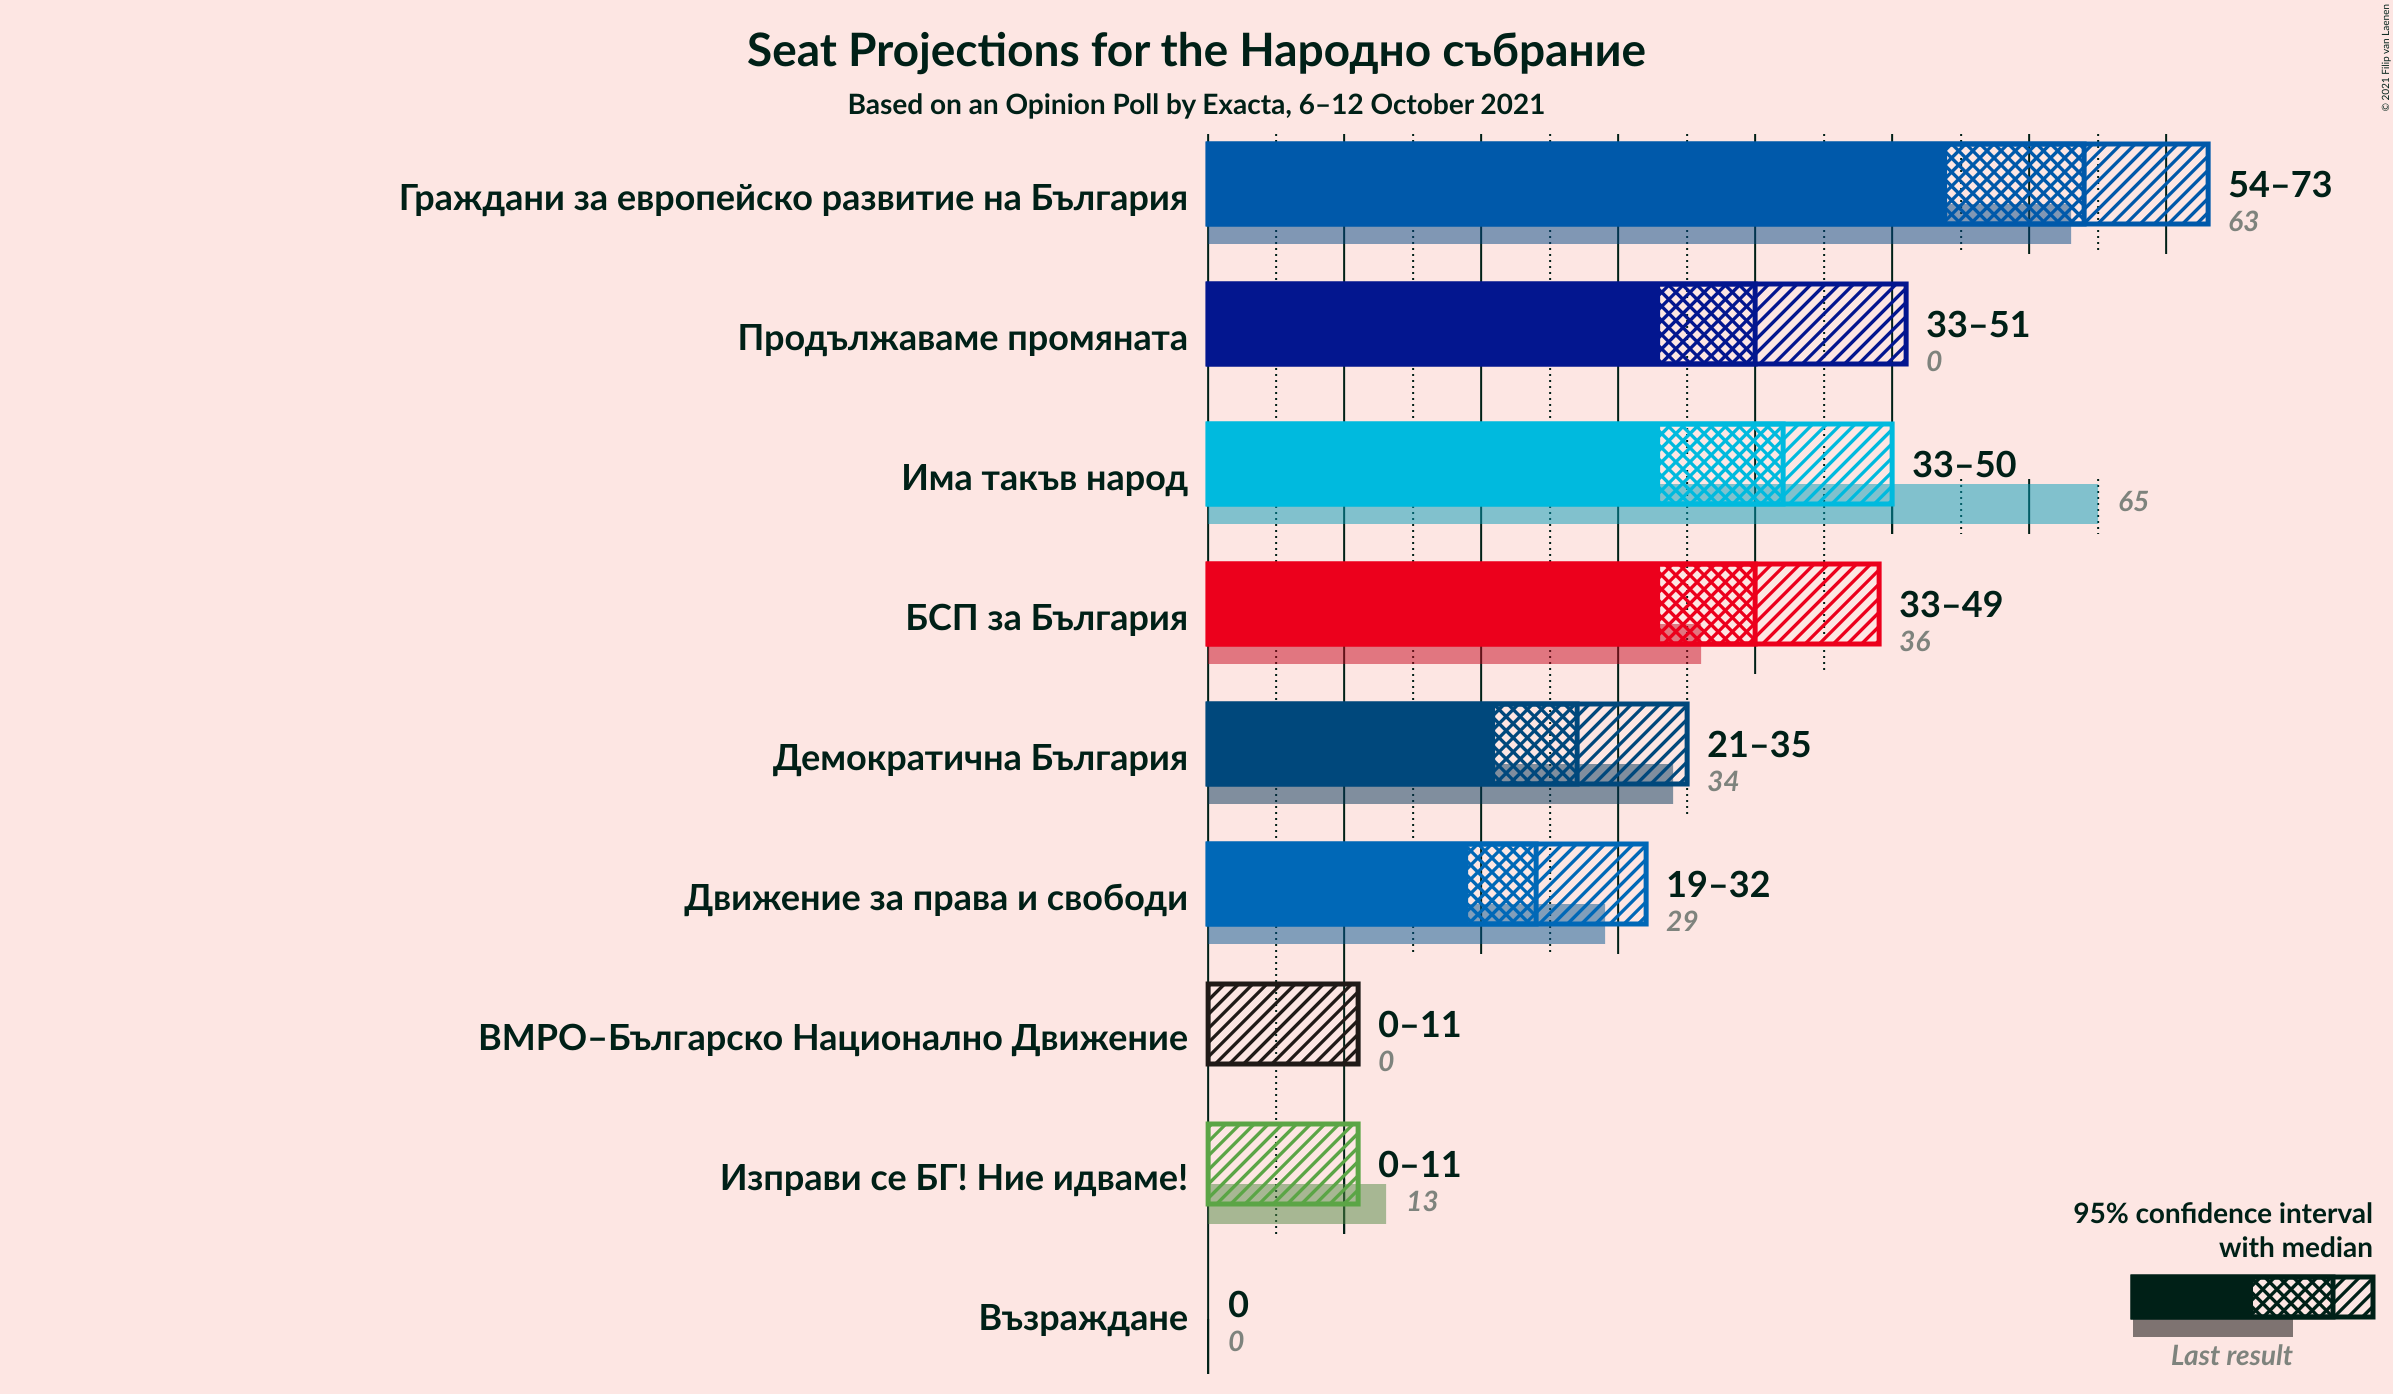 Seat Projections for the Народно събрание
Based on an Opinion Poll by Exacta, 6–12 October 2021
© 2021 Filip van Laenen
Граждани за европейско развитие на България
54–73
63
Продължаваме промяната
33–51
0
Има такъв народ
33–50
65
БСП за България
33–49
36
Демократична България
21–35
34
Движение за права и свободи
19–32
29
ВМРО–Българско Национално Движение
0–11
0
Изправи се БГ! Ние идваме!
0–11
13
Възраждане
0
0
95% confidence interval
with median
Last result